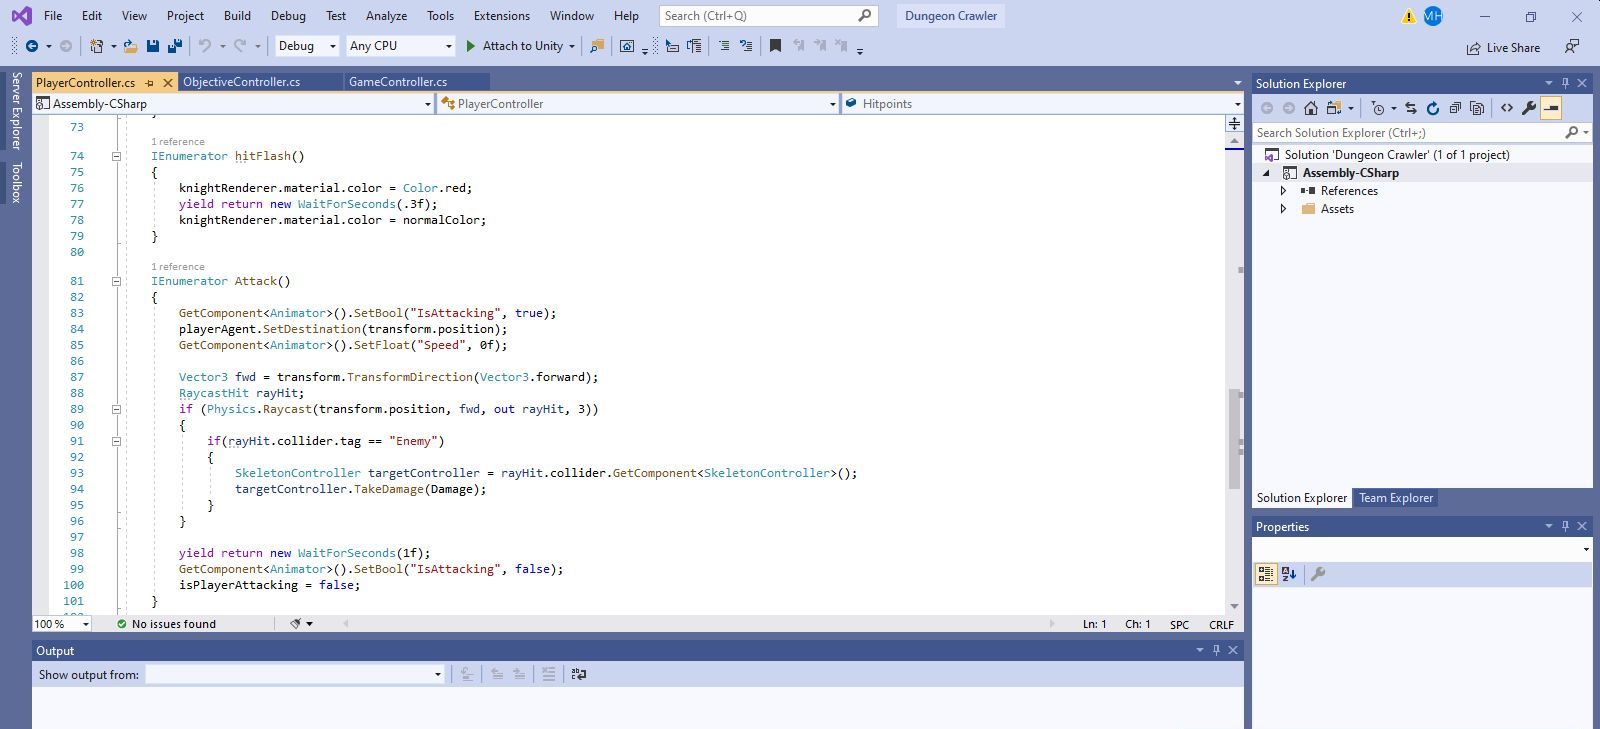 File Edit View Project Build Debug Test Analyze Tools Extensions Window Help Search (Ctrl+Q) Dungeon Crawler MH
Debug Any CPU Attach to Unity Live Share
Server Explorer
Toolbox
PlayerController.cs ObjectiveController.cs GameController.cs
Assembly-CSharp PlayerController Hitpoints
73
1 reference
74 IEnumerator hitFlash()
75 {
76 knightRenderer.material.color = Color.red;
77 yield return new WaitForSeconds(.3f);
78 knightRenderer.material.color = normalColor;
79 }
80
1 reference
81 IEnumerator Attack()
82 {
83 GetComponent<Animator>().SetBool("IsAttacking", true);
84 playerAgent.SetDestination(transform.position);
85 GetComponent<Animator>().SetFloat("Speed", 0f);
86
87 Vector3 fwd = transform.TransformDirection(Vector3.forward);
88 RaycastHit rayHit;
89 if (Physics.Raycast(transform.position, fwd, out rayHit, 3))
90 {
91 if(rayHit.collider.tag == "Enemy")
92 {
93 SkeletonController targetController = rayHit.collider.GetComponent<SkeletonController>();
94 targetController.TakeDamage(Damage);
95 }
96 }
97
98 yield return new WaitForSeconds(1f);
99 GetComponent<Animator>().SetBool("IsAttacking", false);
100 isPlayerAttacking = false;
101 }
100 % No issues found Ln: 1 Ch: 1 SPC CRLF
Output
Show output from:
Solution Explorer
Search Solution Explorer (Ctrl+;)
Solution 'Dungeon Crawler' (1 of 1 project)
Assembly-CSharp
References
Assets
Solution Explorer Team Explorer
Properties